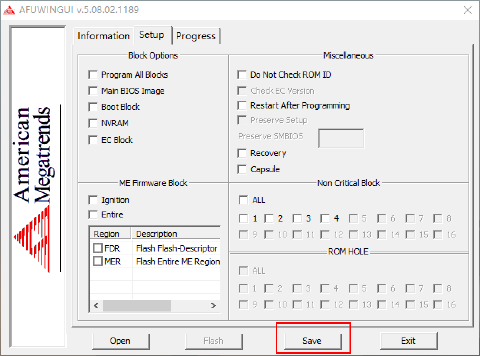 AFUWINGUI v.5.08.02.1189
Information Setup Progress
Block Options
Program All Blocks
Main BIOS Image
Boot Block
NVRAM
EC Block
Miscellaneous
Do Not Check ROM ID
Check EC Version
Restart After Programming
Preserve Setup
Preserve SMBIOS
Recovery
Capsule
American
Megatrends
ME Firmware Block
Ignition
Entire
Region Description
FDR Flash Flash-Descriptor
MER Flash Entire ME Region
Non Critical Block
ALL
1 2 3 4 5 6 7 8
9 10 11 12 13 14 15 16
ROM HOLE
ALL
1 2 3 4 5 6 7 8
9 10 11 12 13 14 15 16
Open Flash Save Exit